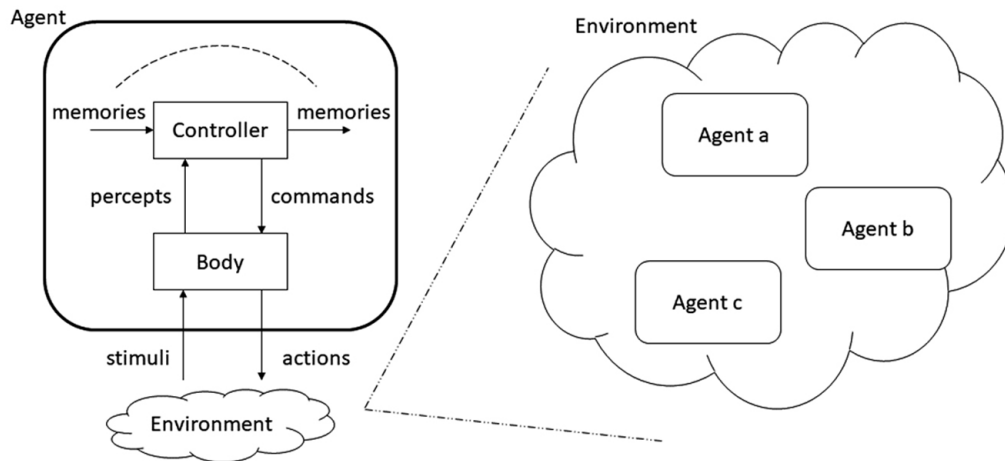 Agent
memories
Controller
memories
percepts
commands
Body
stimuli
actions
Environment
Environment
Agent a
Agent b
Agent c